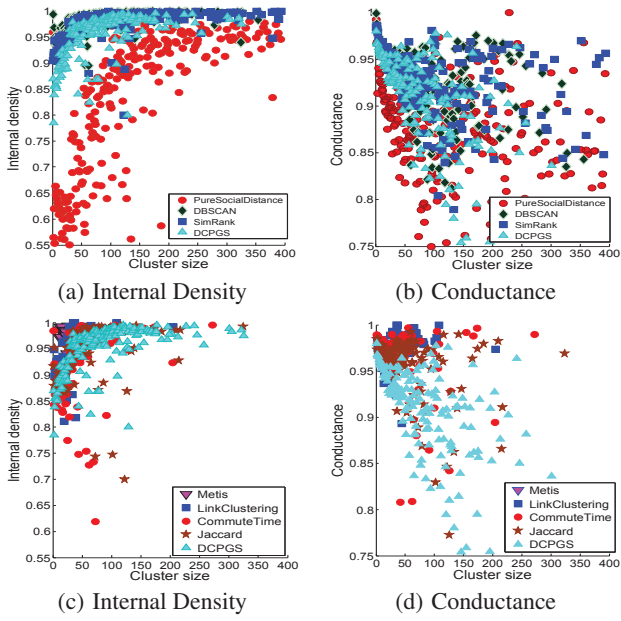 1
0.95
0.9
0.85
0.8
0.75
0.7
0.65
0.6
0.55
Internal density
0 50 100 150 200 250 300 350 400
Cluster size
PureSocialDistance
DBSCAN
SimRank
DCPGS
(a) Internal Density
1
0.95
0.9
0.85
0.8
0.75
Conductance
0 50 100 150 200 250 300 350 400
Cluster size
PureSocialDistance
DBSCAN
SimRank
DCPGS
(b) Conductance
1
0.95
0.9
0.85
0.8
0.75
0.7
0.65
0.6
0.55
Internal density
0 50 100 150 200 250 300 350 400
Cluster size
Metis
LinkClustering
CommuteTime
Jaccard
DCPGS
(c) Internal Density
1
0.95
0.9
0.85
0.8
0.75
Conductance
0 50 100 150 200 250 300 350 400
Cluster size
Metis
LinkClustering
CommuteTime
Jaccard
DCPGS
(d) Conductance